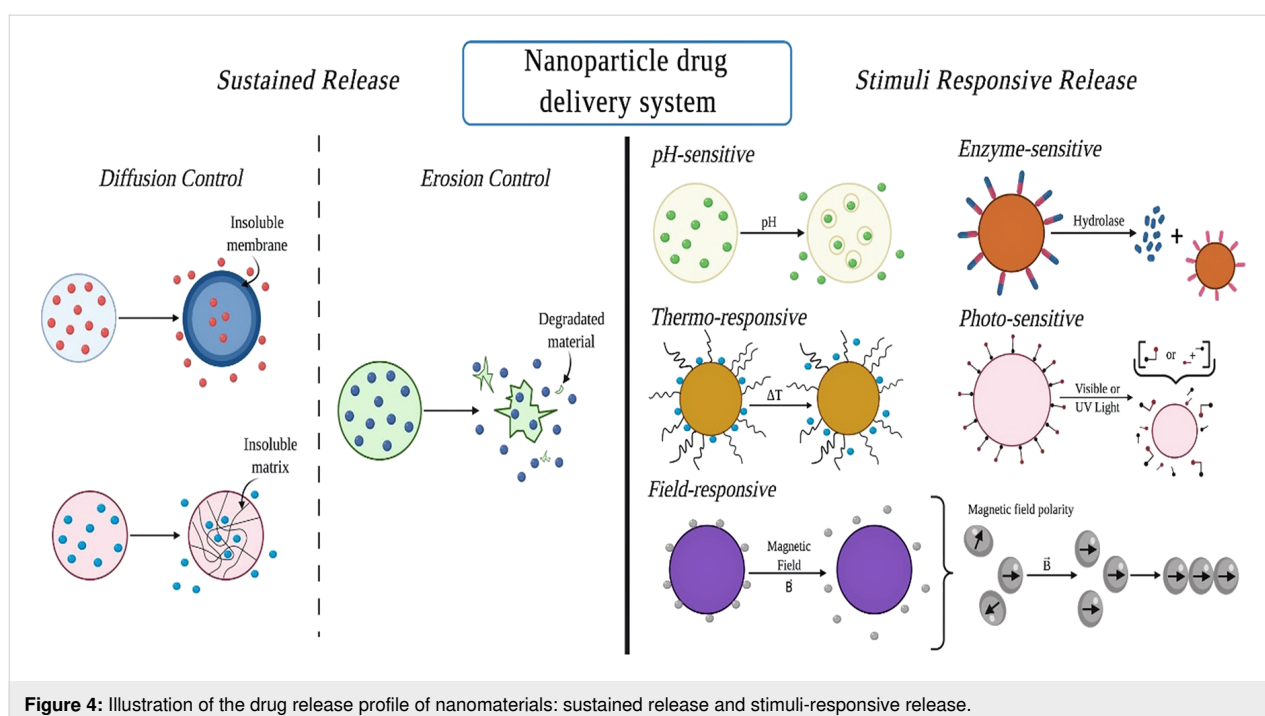 Nanoparticle drug
delivery system
Sustained Release
Diffusion Control
Insoluble
membrane
Insoluble
matrix
Erosion Control
Degraded
material
Stimuli Responsive Release
pH-sensitive
pH
Enzyme-sensitive
Hydrolase
+
Thermo-responsive
ΔT
Photo-sensitive
Visible or
UV Light
or
+
Field-responsive
Magnetic
Field
B⃗
Magnetic field polarity
B⃗
Figure 4: Illustration of the drug release profile of nanomaterials: sustained release and stimuli-responsive release.